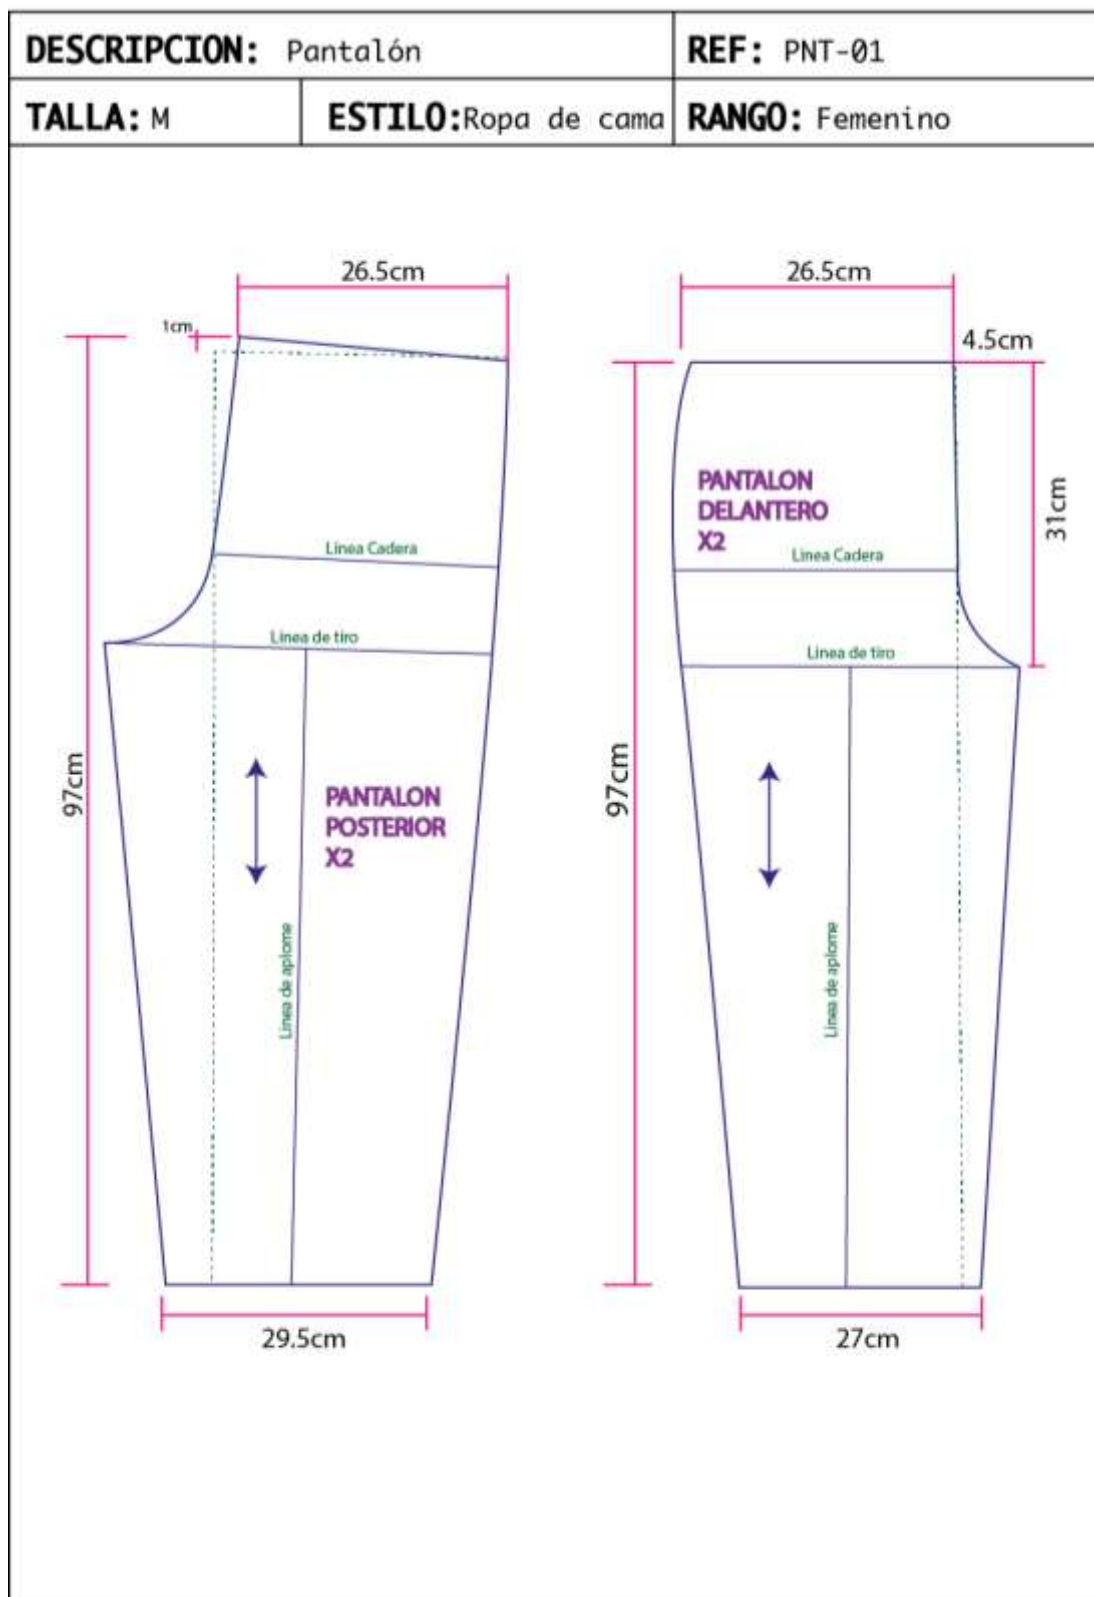 DESCRIPCION: Pantalón
REF: PNT-01
TALLA: M
ESTILO:Ropa de cama
RANGO: Femenino
26.5cm
26.5cm
1cm
4.5cm
PANTALON
DELANTERO
X2
31cm
Linea Cadera
Linea Cadera
Linea de tiro
Linea de tiro
97cm
97cm
PANTALON
POSTERIOR
X2
Linea de aplome
Linea de aplome
29.5cm
27cm